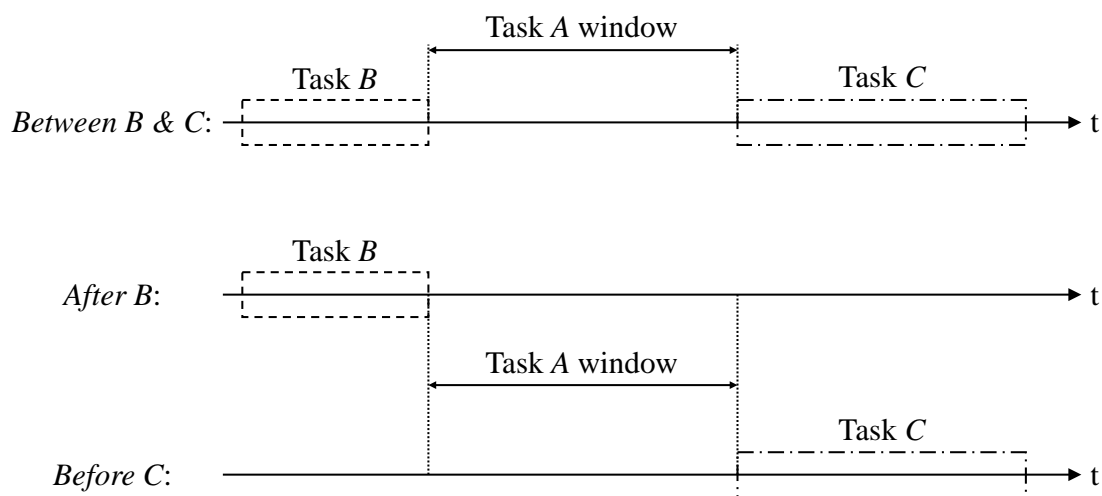 Task A window
Task B
Task C
Between B & C:
t
Task B
After B:
t
Task A window
Task C
Before C:
t